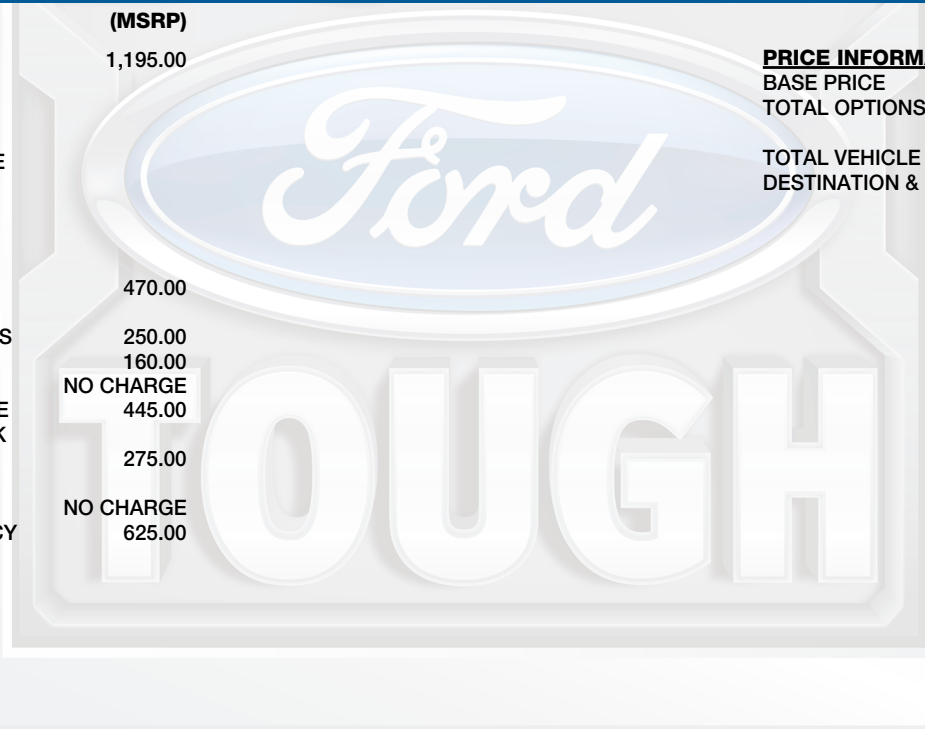 (MSRP)
1,195.00
E
470.00
S 250.00
160.00
NO CHARGE
E 445.00
K
275.00
NO CHARGE
CY 625.00
PRICE INFORMA
BASE PRICE
TOTAL OPTIONS
TOTAL VEHICLE
DESTINATION &
Ford
TOUGH